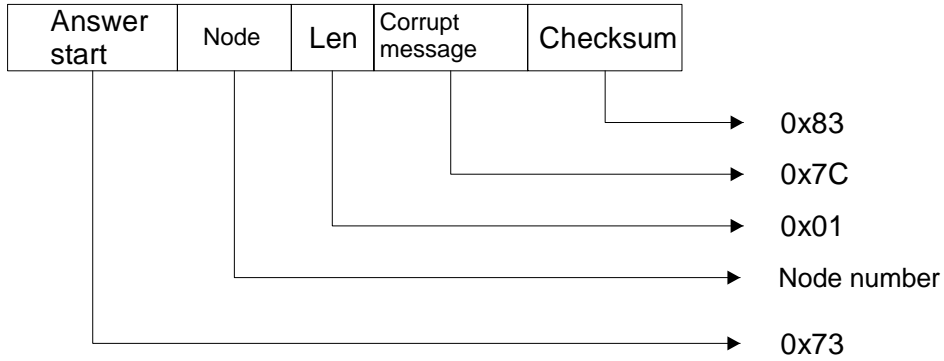 Answer
start
Node
Len
Corrupt
message
Checksum
0x83
0x7C
0x01
Node number
0x73